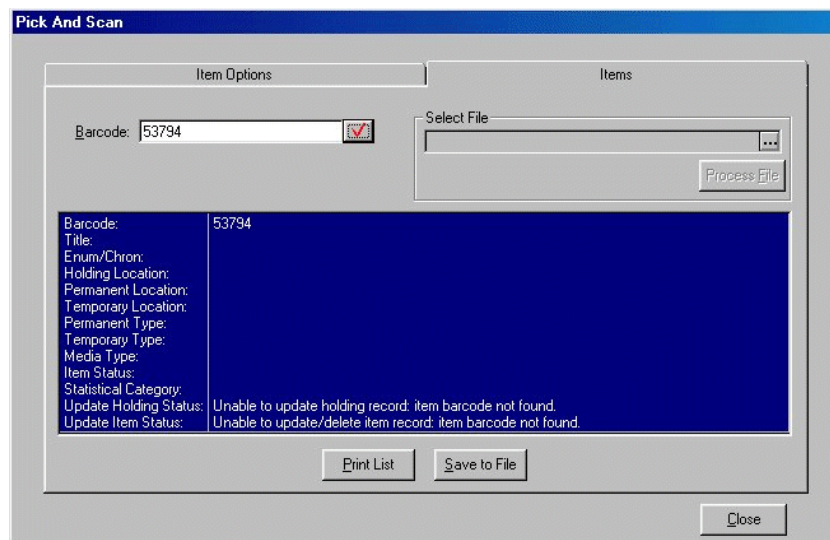 Pick And Scan
Item Options
Items
Barcode: 53794
Select File
...
Process File
Barcode: 53794
Title:
Enum/Chron:
Holding Location:
Permanent Location:
Temporary Location:
Permanent Type:
Temporary Type:
Media Type:
Item Status:
Statistical Category:
Update Holding Status: Unable to update holding record: item barcode not found.
Update Item Status: Unable to update/delete item record: item barcode not found.
Print List
Save to File
Close